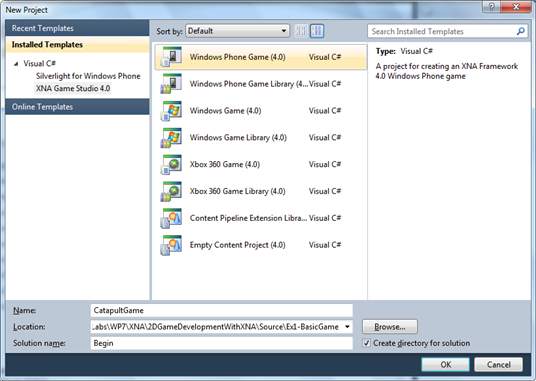 New Project
Recent Templates
Installed Templates
Visual C#
Silverlight for Windows Phone
XNA Game Studio 4.0
Online Templates
Sort by: Default
Search Installed Templates
Windows Phone Game (4.0) Visual C#
Windows Phone Game Library (4... Visual C#
Windows Game (4.0) Visual C#
Windows Game Library (4.0) Visual C#
Xbox 360 Game (4.0) Visual C#
Xbox 360 Game Library (4.0) Visual C#
Content Pipeline Extension Libra... Visual C#
Empty Content Project (4.0) Visual C#
Type: Visual C#
A project for creating an XNA Framework
4.0 Windows Phone game
Name: CatapultGame
Location: .abs\WP7\XNA\2DGameDevelopmentWithXNA\Source\Ex1-BasicGame Browse...
Solution name: Begin Create directory for solution
OK Cancel